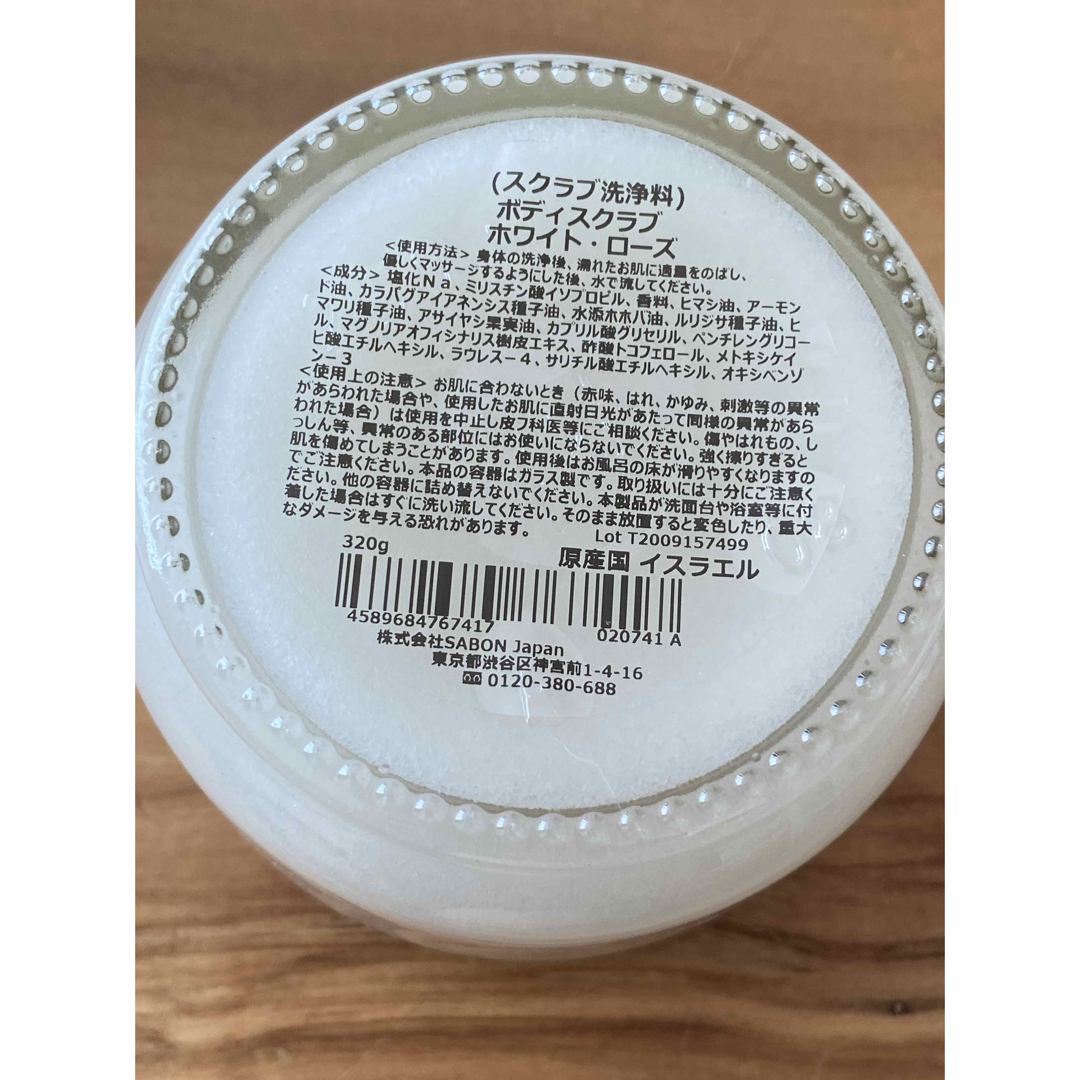 (スクラブ洗浄料)
ボディスクラブ
ホワイト・ローズ
<使用方法> 身体の洗浄後、濡れたお肌に適量をのばし、
優しくマッサージするようにした後、水で流してください。
<成分> 塩化Ｎａ、ミリスチン酸イソプロピル、香料、ヒマシ油、アーモン
ド油、カラパグアイアネンシス種子油、水添ホホバ油、ルリジサ種子油、ヒ
マワリ種子油、アサイヤシ果実油、カプリル酸グリセリル、ペンチレングリコー
ル、マグノリアオフィシナリス樹皮エキス、酢酸トコフェロール、メトキシケイ
ヒ酸エチルヘキシル、ラウレス－４、サリチル酸エチルヘキシル、オキシベンゾ
ン－３
<使用上の注意> お肌に合わないとき（赤味、はれ、かゆみ、刺激等の異常
があらわれた場合や、使用したお肌に直射日光があたって同様の異常があら
われた場合）は使用を中止し皮フ科医等にご相談ください。傷やはれもの、し
っしん等、異常のある部位にはお使いにならないでください。強く擦りすぎると
肌を傷めてしまうことがあります。使用後はお風呂の床が滑りやすくなりますの
でご注意ください。本品の容器はガラス製です。取り扱いには十分にご注意く
ださい。他の容器に詰め替えないでください。本製品が洗面台や浴室等に付
着した場合はすぐに洗い流してください。そのまま放置すると変色したり、重大
なダメージを与える恐れがあります。
Lot T2009157499
320g
原産国 イスラエル
4589684767417
020741 A
株式会社SABON Japan
東京都渋谷区神宮前1-4-16
0120-380-688